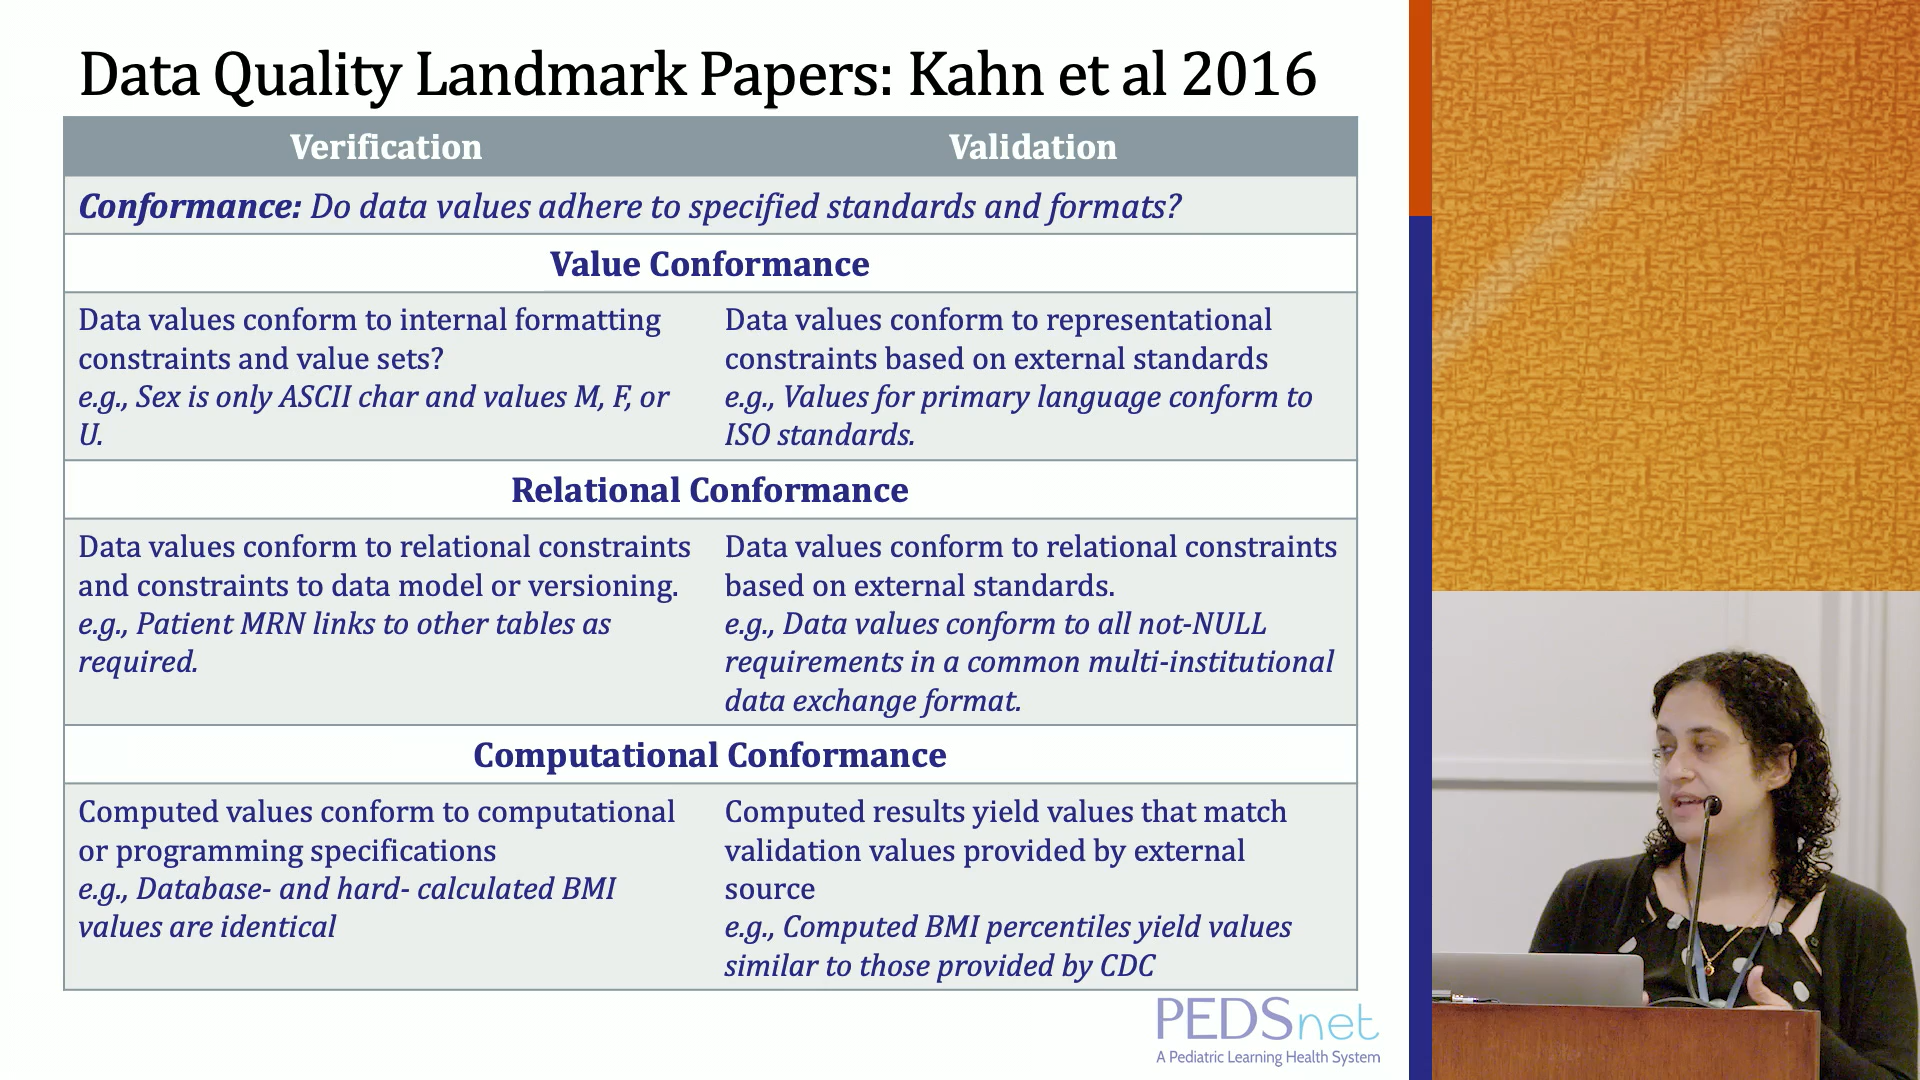 Data Quality Landmark Papers: Kahn et al 2016
Verification
Validation
Conformance: Do data values adhere to specified standards and formats?
Value Conformance
Data values conform to internal formatting
constraints and value sets?
e.g., Sex is only ASCII char and values M, F, or
U.
Data values conform to representational
constraints based on external standards
e.g., Values for primary language conform to
ISO standards.
Relational Conformance
Data values conform to relational constraints
and constraints to data model or versioning.
e.g., Patient MRN links to other tables as
required.
Data values conform to relational constraints
based on external standards.
e.g., Data values conform to all not-NULL
requirements in a common multi-institutional
data exchange format.
Computational Conformance
Computed values conform to computational
or programming specifications
e.g., Database- and hard- calculated BMI
values are identical
Computed results yield values that match
validation values provided by external
source
e.g., Computed BMI percentiles yield values
similar to those provided by CDC
PEDSnet
A Pediatric Learning Health System